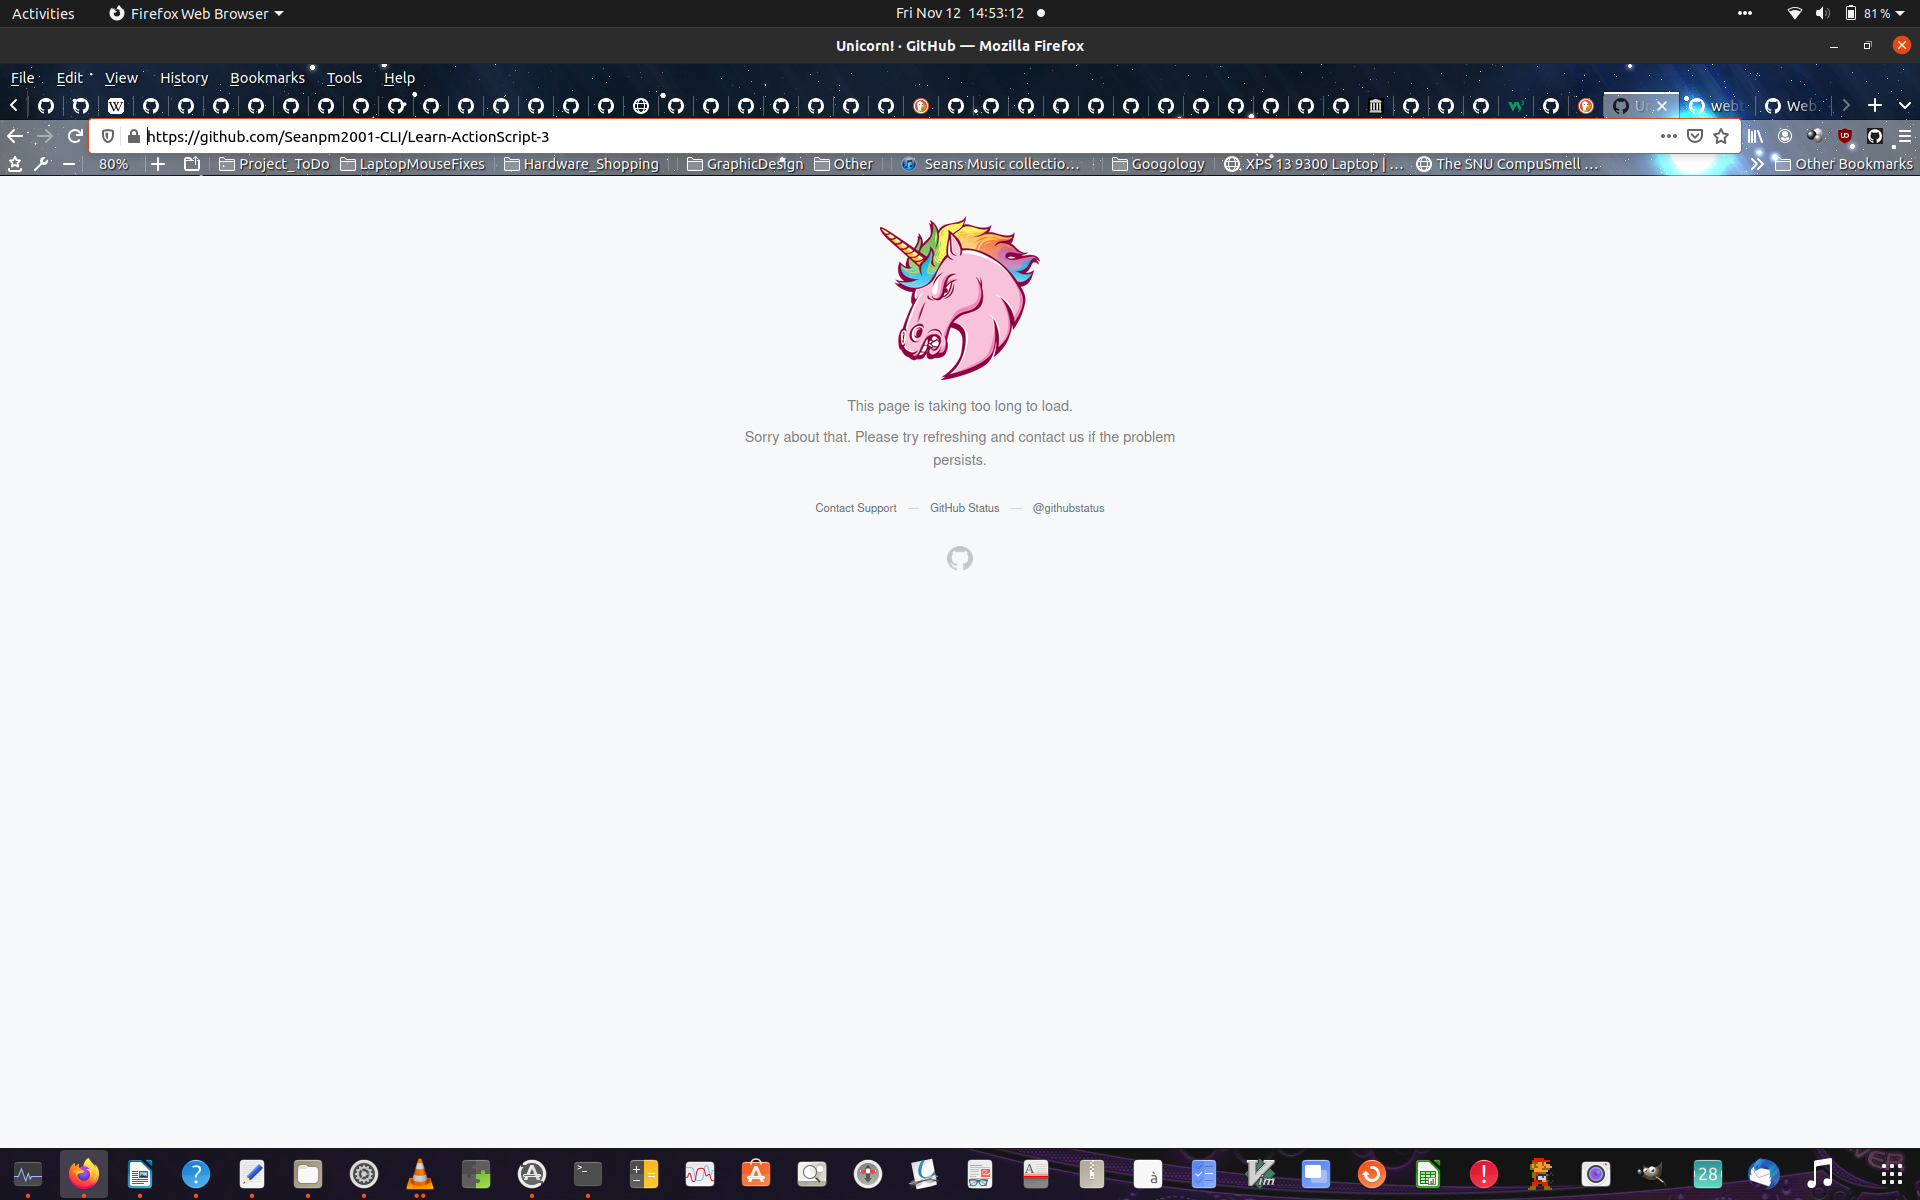 Activities
Firefox Web Browser
Fri Nov 12 14:53:12
81 %
Unicorn! · GitHub — Mozilla Firefox
File Edit View History Bookmarks Tools Help
webt
Web
https://github.com/Seanpm2001-CLI/Learn-ActionScript-3
80%
Project_ToDo
LaptopMouseFixes
Hardware_Shopping
GraphicDesign
Other
Seans Music collectio…
Googology
XPS 13 9300 Laptop | …
The SNU CompuSmell …
Other Bookmarks
This page is taking too long to load.
Sorry about that. Please try refreshing and contact us if the problem
persists.
Contact Support — GitHub Status — @githubstatus
28